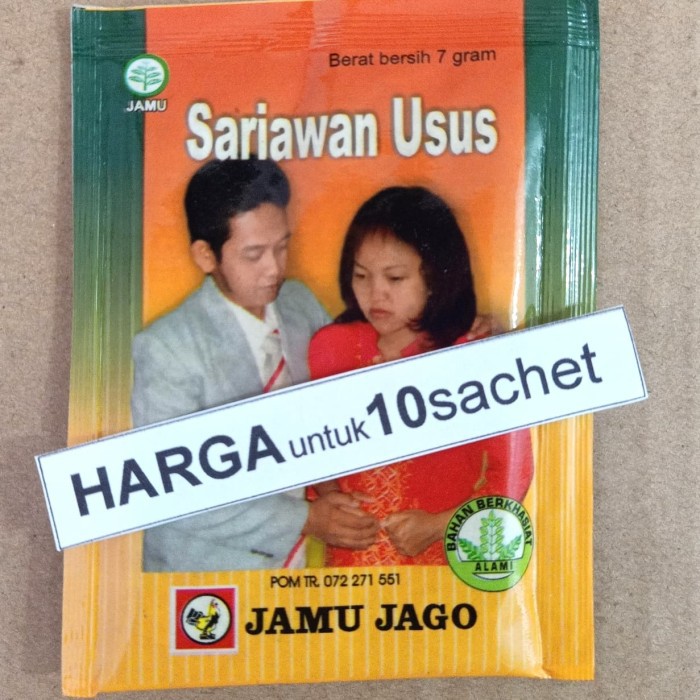 Berat bersih 7 gram
JAMU
Sariawan Usus
HARGA untuk 10sachet
BAHAN BERKHASIAT
ALAMI
POM TR. 072 271 551
JAMU JAGO